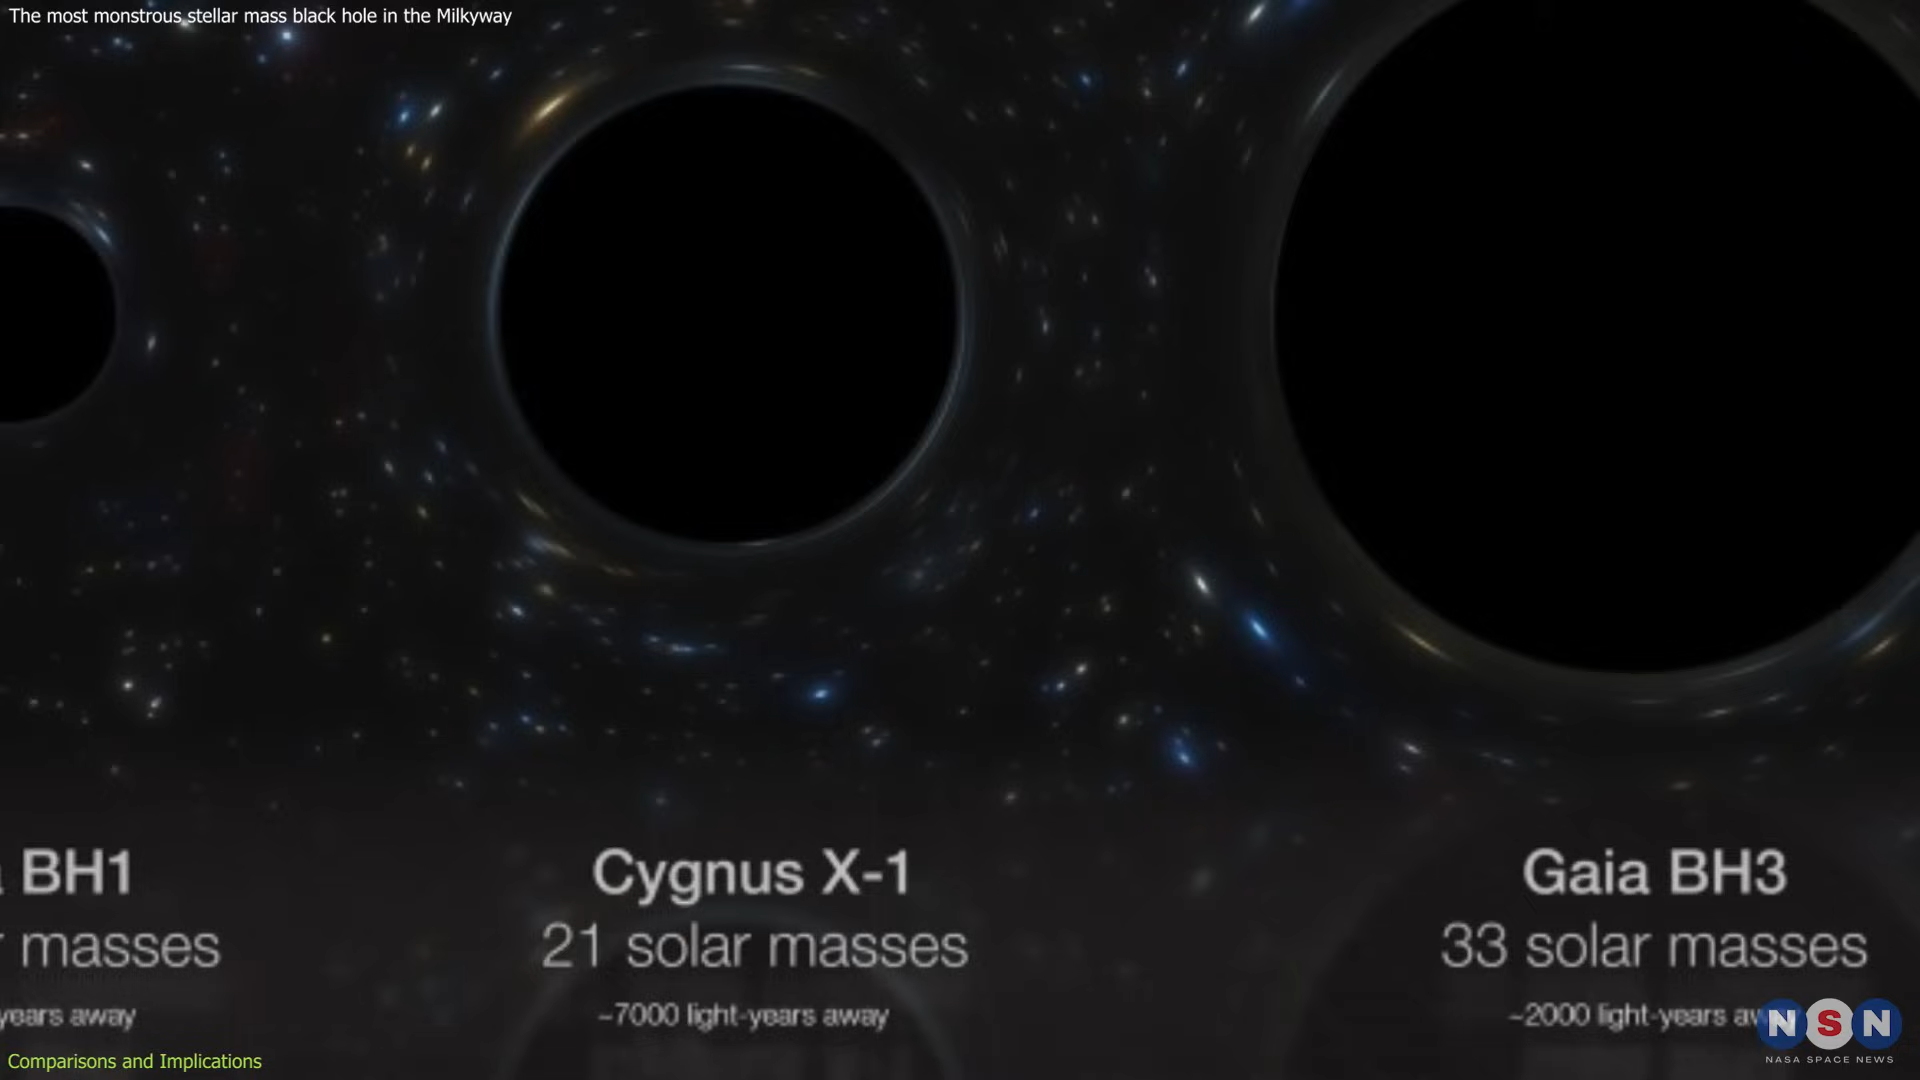 The most monstrous stellar mass black hole in the Milkyway
BH1
Cygnus X-1
Gaia BH3
masses
21 solar masses
33 solar masses
years away
~7000 light-years away
~2000 light-years
NSN
NASA SPACE NEWS
Comparisons and Implications